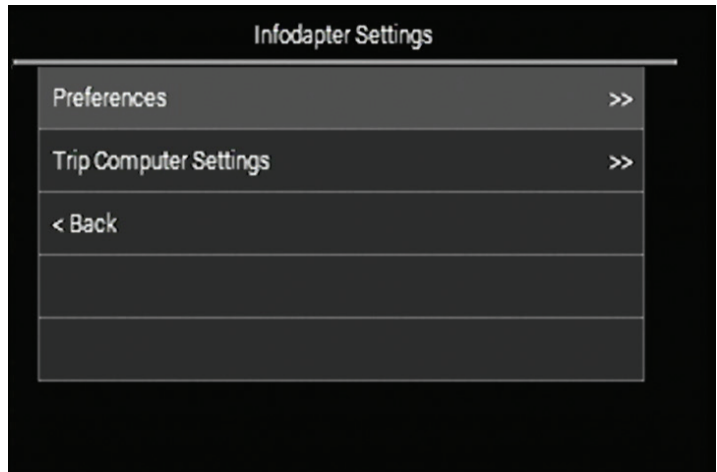 Infodapter Settings
Preferences >>
Trip Computer Settings >>
< Back